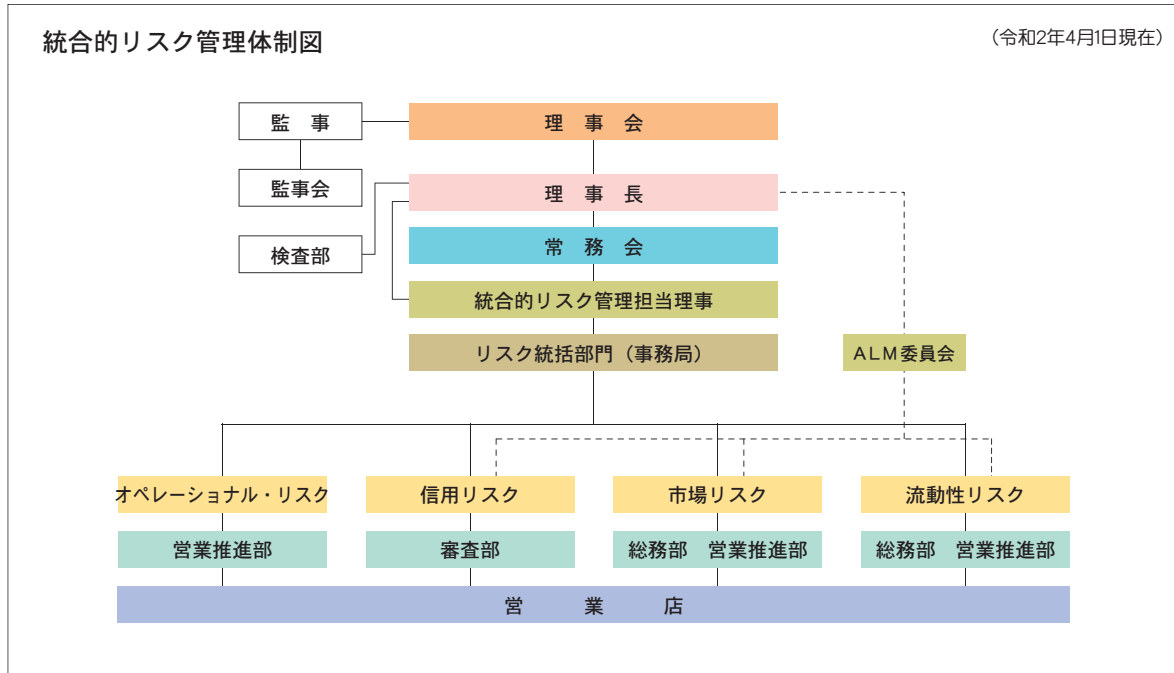 統合的リスク管理体制図
（令和2年4月1日現在）
監　事
理　事　会
監事会
理　事　長
検査部
常　務　会
統合的リスク管理担当理事
リスク統括部門（事務局）
ＡＬＭ委員会
オペレーショナル・リスク
信用リスク
市場リスク
流動性リスク
営業推進部
審査部
総務部　営業推進部
総務部　営業推進部
営　業　店